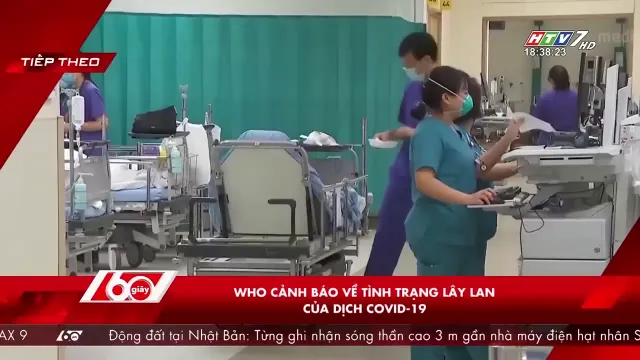 HTV7 HD
18:38:23
TIẾP THEO
60 giây
WHO CẢNH BÁO VỀ TÌNH TRẠNG LÂY LAN
CỦA DỊCH COVID-19
AX 9 60 Động đất tại Nhật Bản: Từng ghi nhận sóng thần cao 3 m gần nhà máy điện hạt nhân S